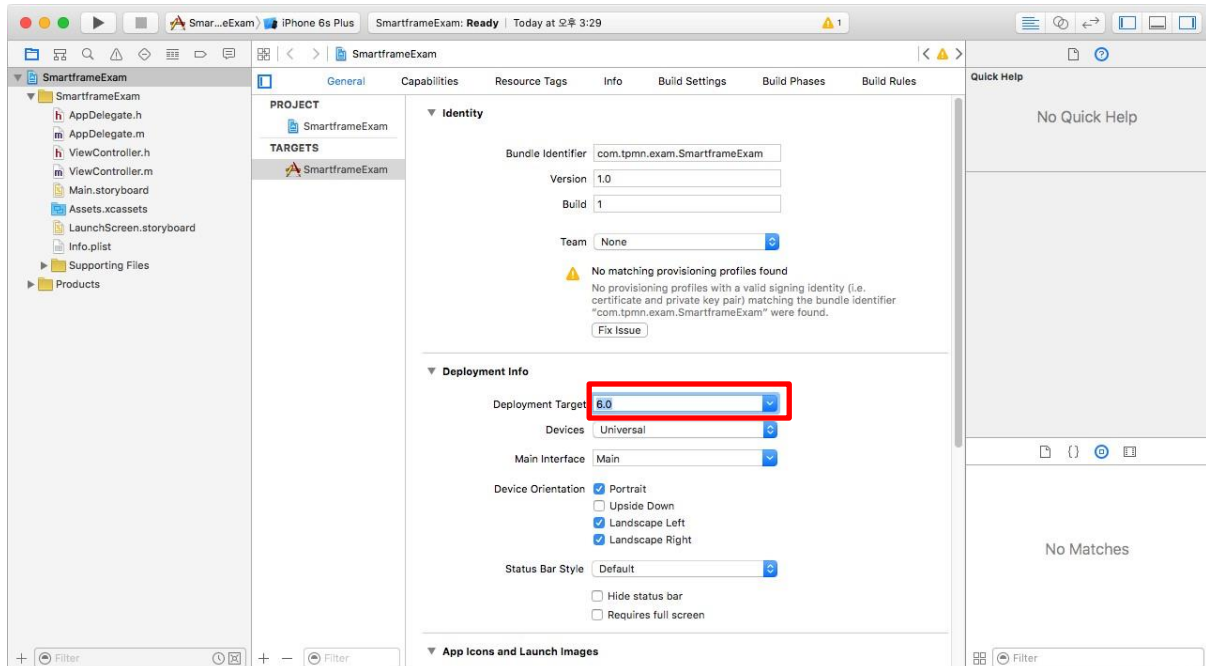 Smar...eExam
iPhone 6s Plus
SmartframeExam: Ready
Today at 오후 3:29
1
SmartframeExam
SmartframeExam
h AppDelegate.h
m AppDelegate.m
h ViewController.h
m ViewController.m
Main.storyboard
Assets.xcassets
LaunchScreen.storyboard
Info.plist
Supporting Files
Products
Filter
SmartframeExam
General
Capabilities
Resource Tags
Info
Build Settings
Build Phases
Build Rules
PROJECT
SmartframeExam
TARGETS
SmartframeExam
Filter
Identity
Bundle Identifier com.tpmn.exam.SmartframeExam
Version 1.0
Build 1
Team None
No matching provisioning profiles found
No provisioning profiles with a valid signing identity (i.e.
certificate and private key pair) matching the bundle identifier
“com.tpmn.exam.SmartframeExam” were found.
Fix Issue
Deployment Info
Deployment Target 6.0
Devices Universal
Main Interface Main
Device Orientation Portrait
Upside Down
Landscape Left
Landscape Right
Status Bar Style Default
Hide status bar
Requires full screen
App Icons and Launch Images
Quick Help
No Quick Help
{}
No Matches
Filter